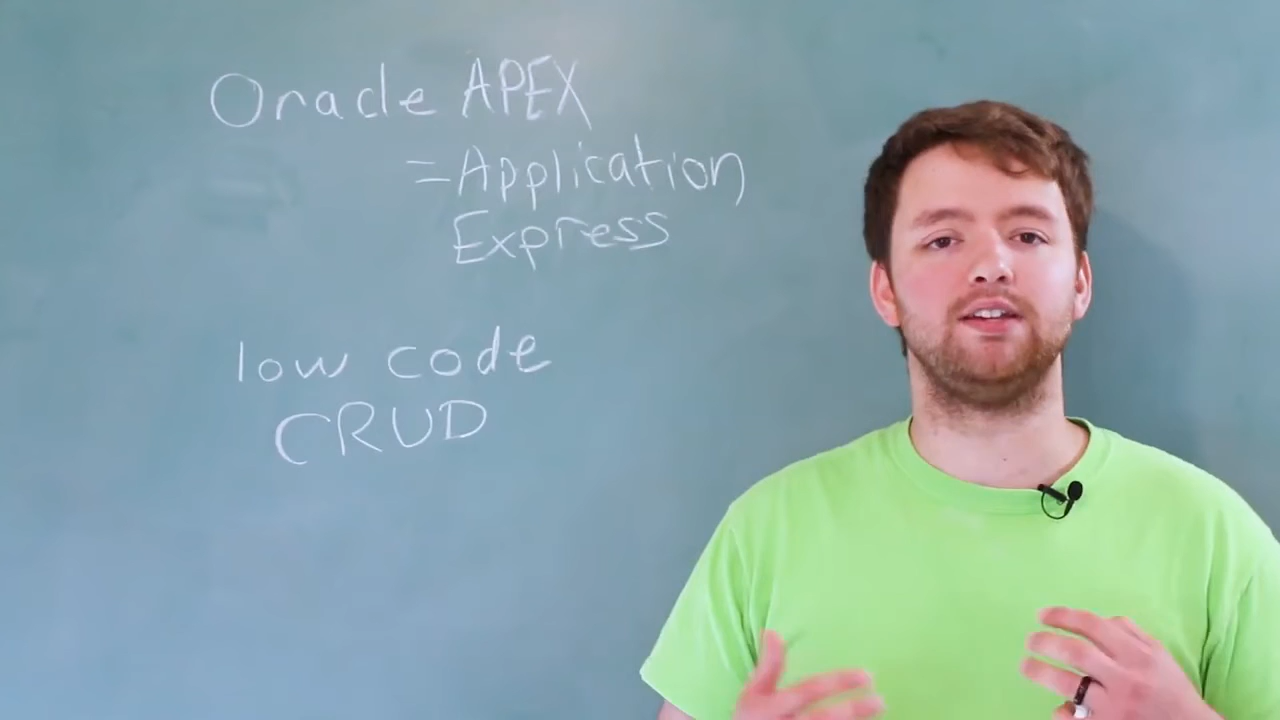 Oracle APEX
=Application
Express
low code
CRUD